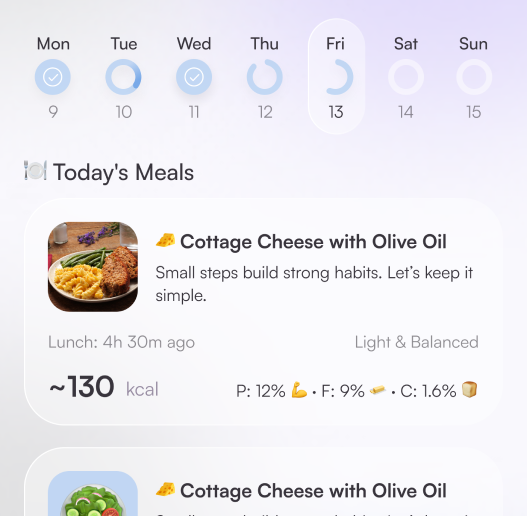 Mon Tue Wed Thu Fri Sat Sun
9 10 11 12 13 14 15
🍽️ Today's Meals
🧀 Cottage Cheese with Olive Oil
Small steps build strong habits. Let’s keep it
simple.
Lunch: 4h 30m ago Light & Balanced
~130 kcal P: 12% 💪 · F: 9% 🧈 · C: 1.6% 🍞
🧀 Cottage Cheese with Olive Oil